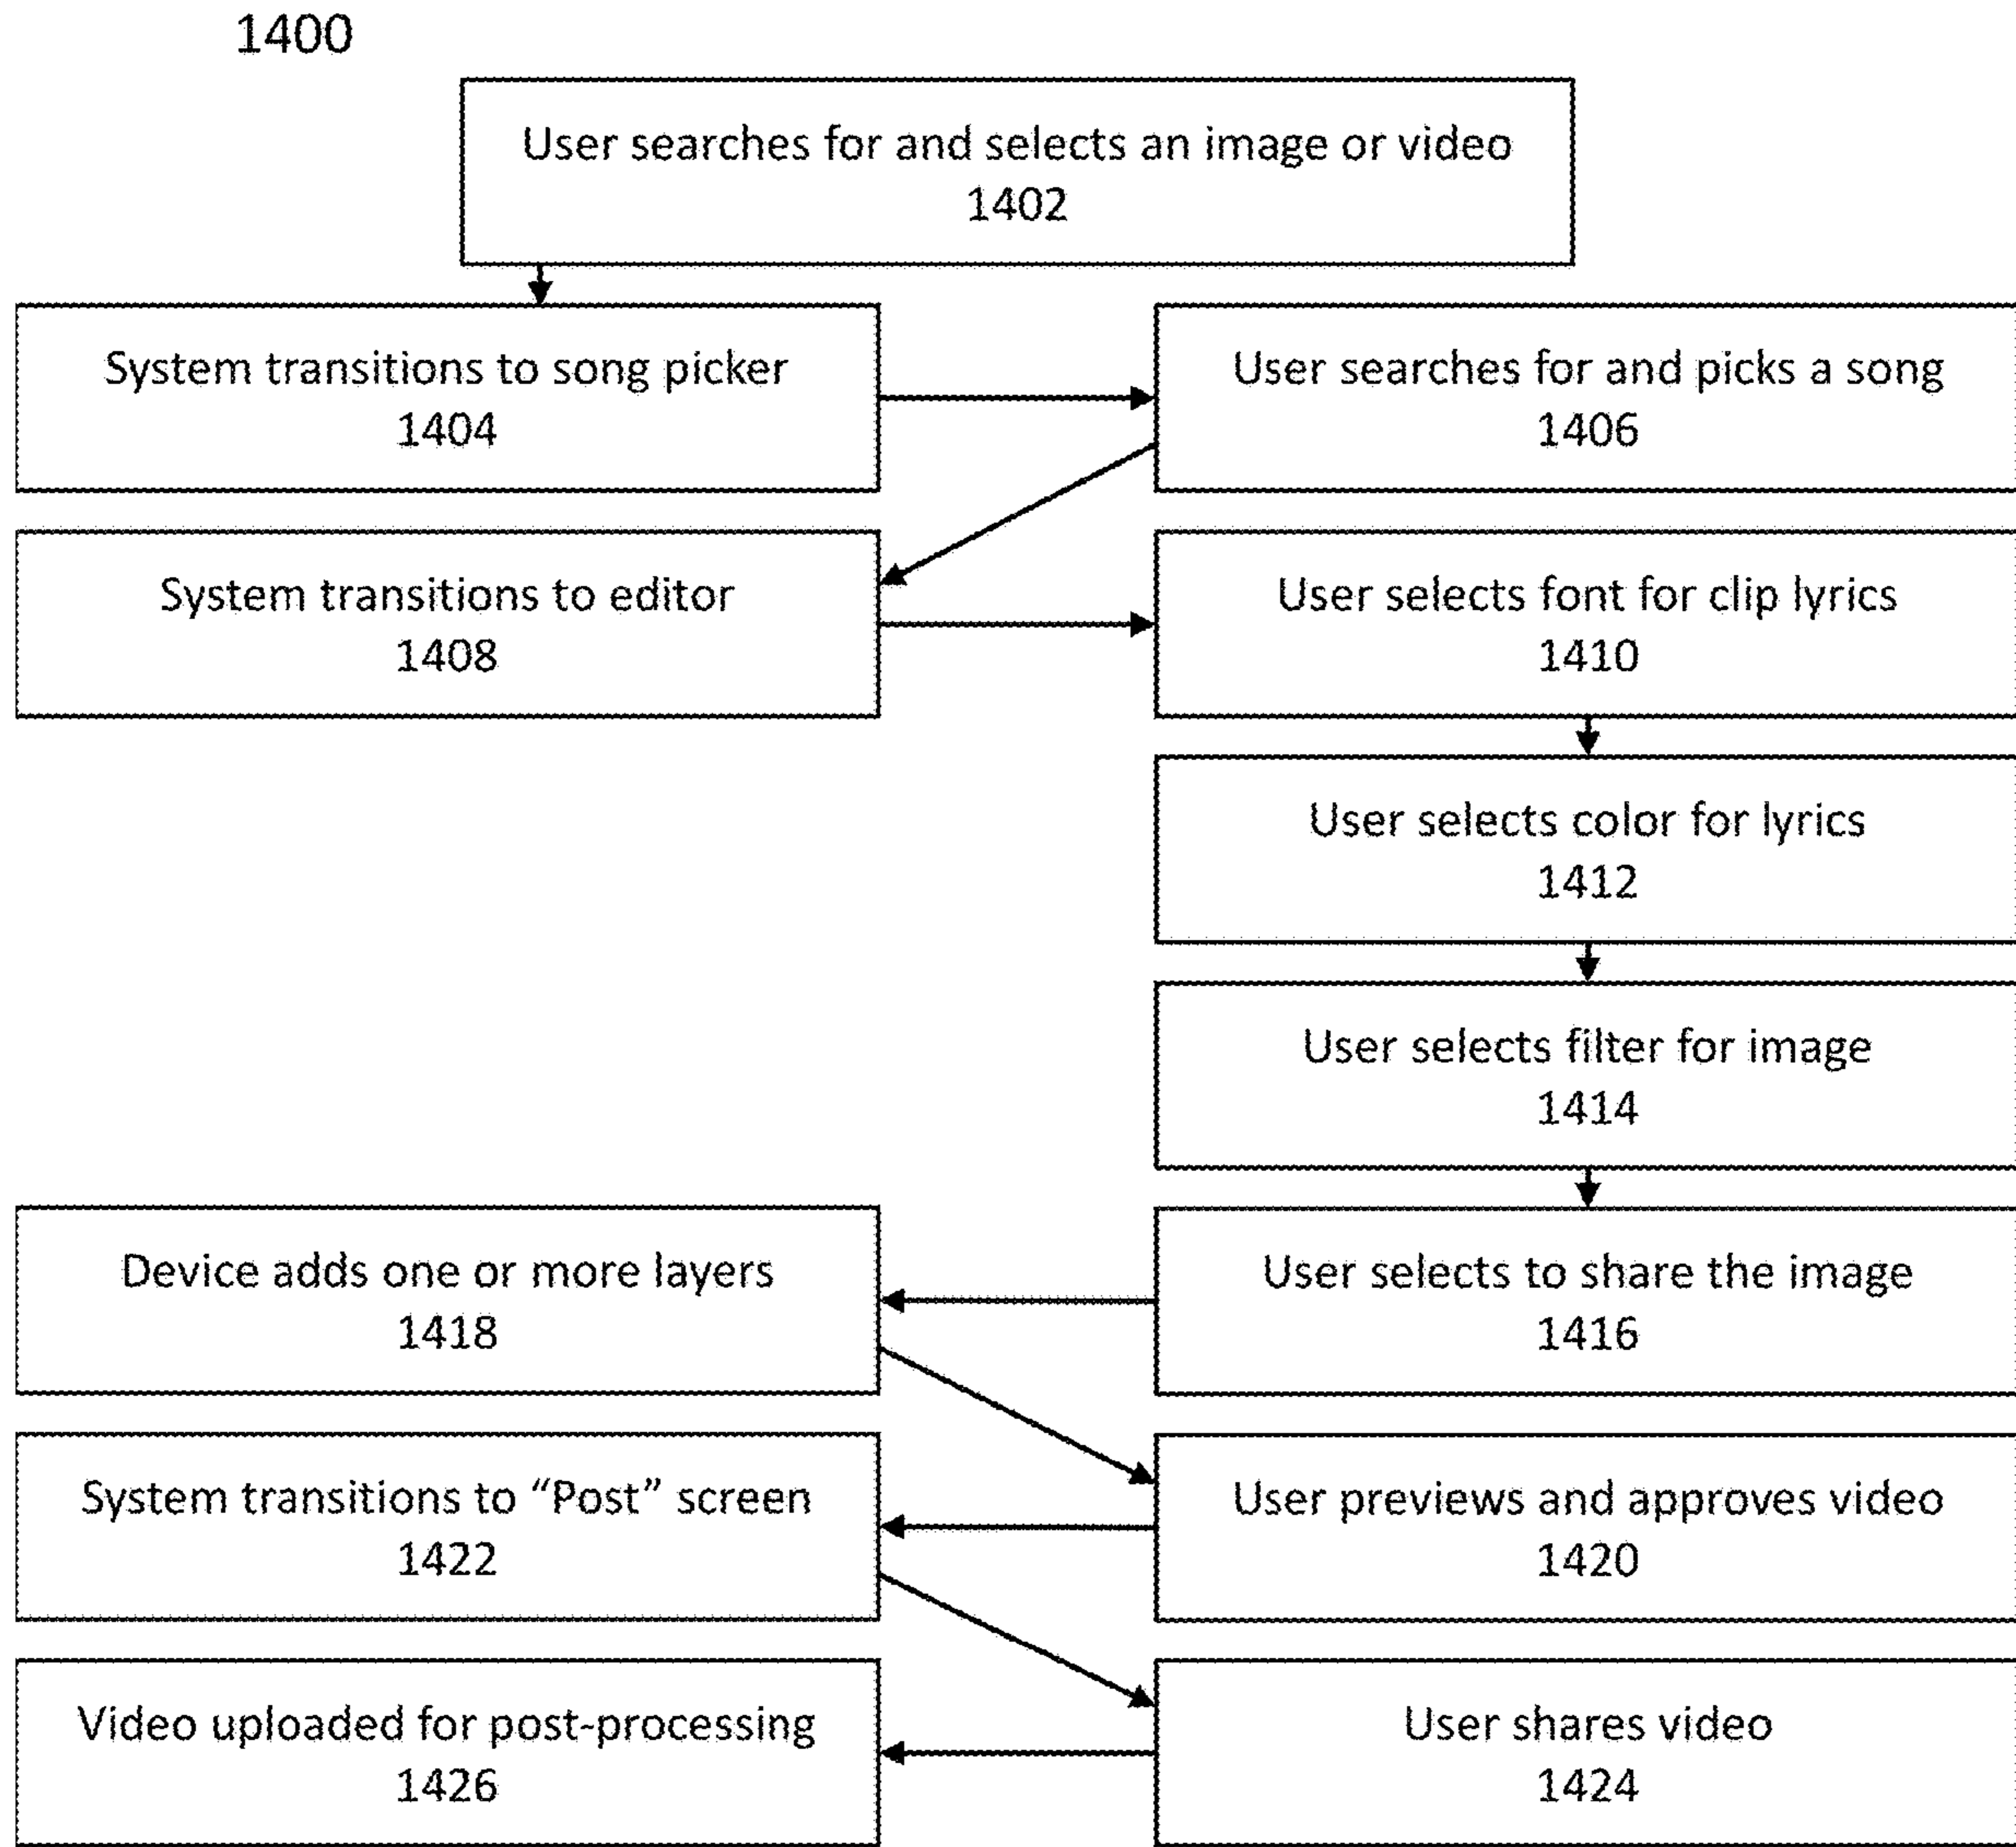 1400
User searches for and selects an image or video
1402
System transitions to song picker
1404
User searches for and picks a song
1406
System transitions to editor
1408
User selects font for clip lyrics
1410
User selects color for lyrics
1412
User selects filter for image
1414
User selects to share the image
1416
Device adds one or more layers
1418
User previews and approves video
1420
System transitions to “Post” screen
1422
User shares video
1424
Video uploaded for post-processing
1426